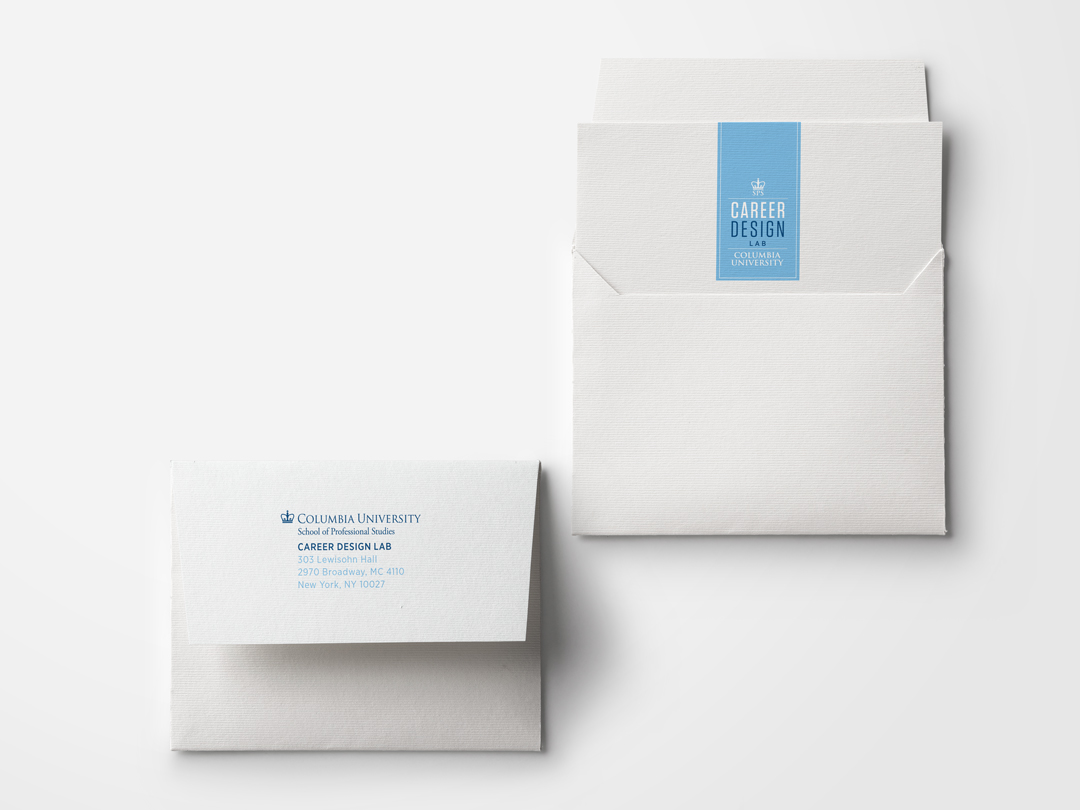 COLUMBIA UNIVERSITY
School of Professional Studies
CAREER DESIGN LAB
303 Lewisohn Hall
2970 Broadway, MC 4110
New York, NY 10027
SPS
CAREER
DESIGN
LAB
COLUMBIA
UNIVERSITY